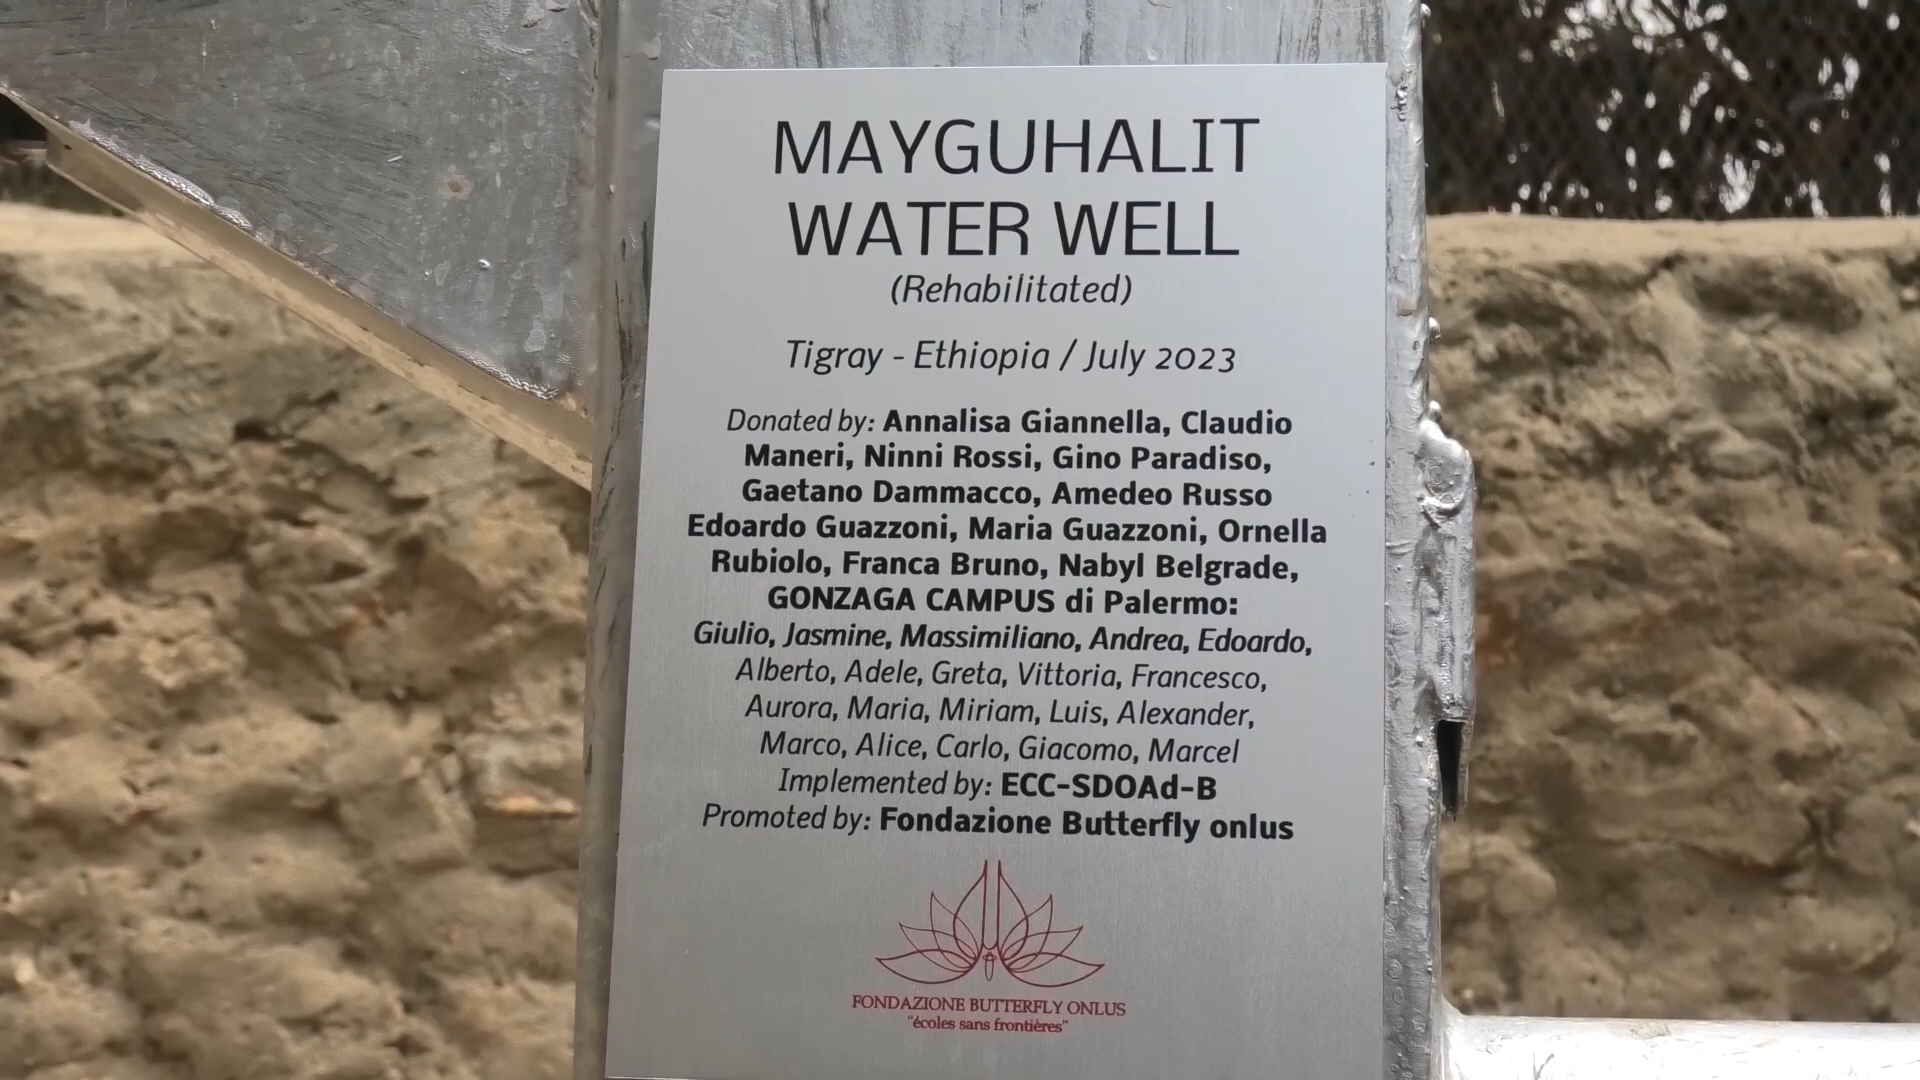 MAYGUHALIT
WATER WELL
(Rehabilitated)
Tigray - Ethiopia / July 2023
Donated by: Annalisa Giannella, Claudio
Maneri, Ninni Rossi, Gino Paradiso,
Gaetano Dammacco, Amedeo Russo
Edoardo Guazzoni, Maria Guazzoni, Ornella
Rubiolo, Franca Bruno, Nabyl Belgrade,
GONZAGA CAMPUS di Palermo:
Giulio, Jasmine, Massimiliano, Andrea, Edoardo,
Alberto, Adele, Greta, Vittoria, Francesco,
Aurora, Maria, Miriam, Luis, Alexander,
Marco, Alice, Carlo, Giacomo, Marcel
Implemented by: ECC-SDOAd-B
Promoted by: Fondazione Butterfly onlus
FONDAZIONE BUTTERFLY ONLUS
"écoles sans frontières"